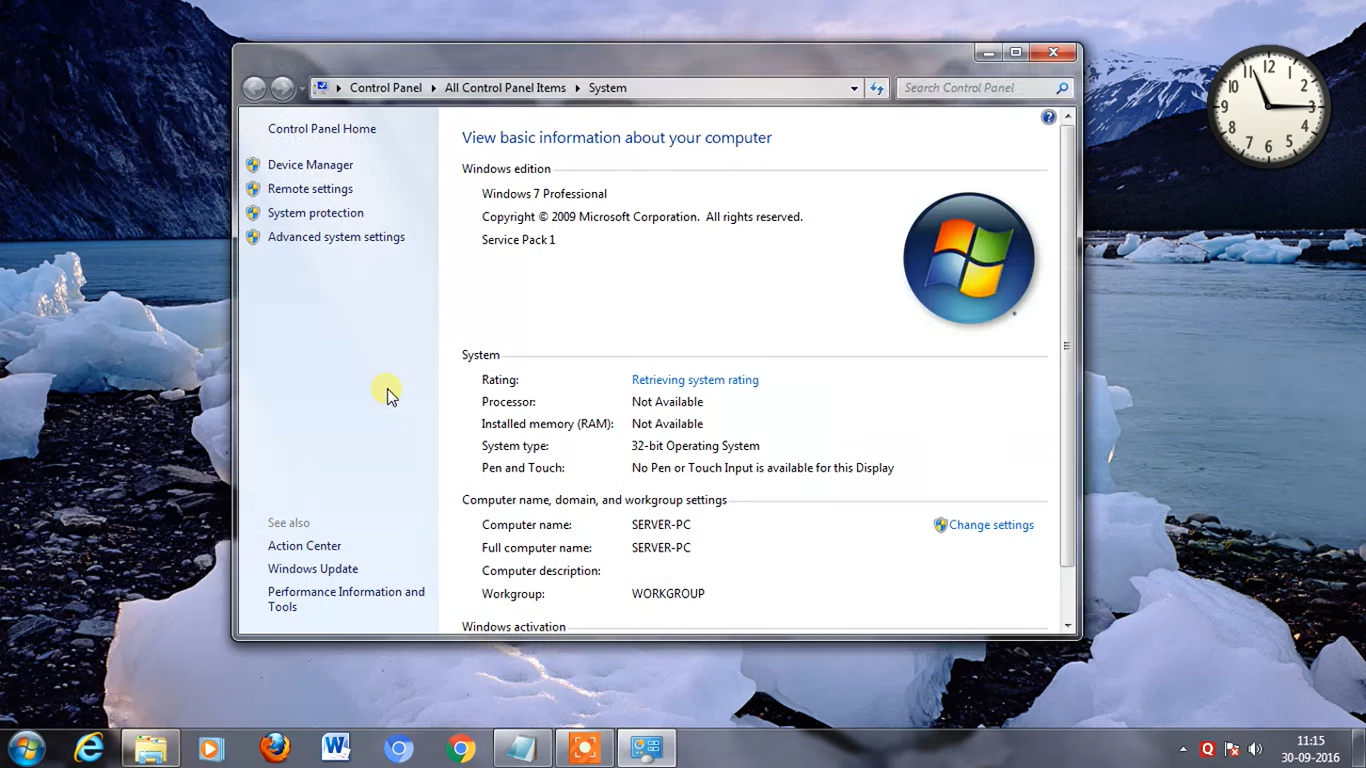 Control Panel ▸ All Control Panel Items ▸ System
Search Control Panel
Control Panel Home
Device Manager
Remote settings
System protection
Advanced system settings
See also
Action Center
Windows Update
Performance Information and
Tools
View basic information about your computer
Windows edition
Windows 7 Professional
Copyright © 2009 Microsoft Corporation. All rights reserved.
Service Pack 1
System
Rating: Retrieving system rating
Processor: Not Available
Installed memory (RAM): Not Available
System type: 32-bit Operating System
Pen and Touch: No Pen or Touch Input is available for this Display
Computer name, domain, and workgroup settings
Computer name: SERVER-PC Change settings
Full computer name: SERVER-PC
Computer description:
Workgroup: WORKGROUP
Windows activation
12
1
2
3
4
5
6
7
8
9
10
11
11:15
30-09-2016